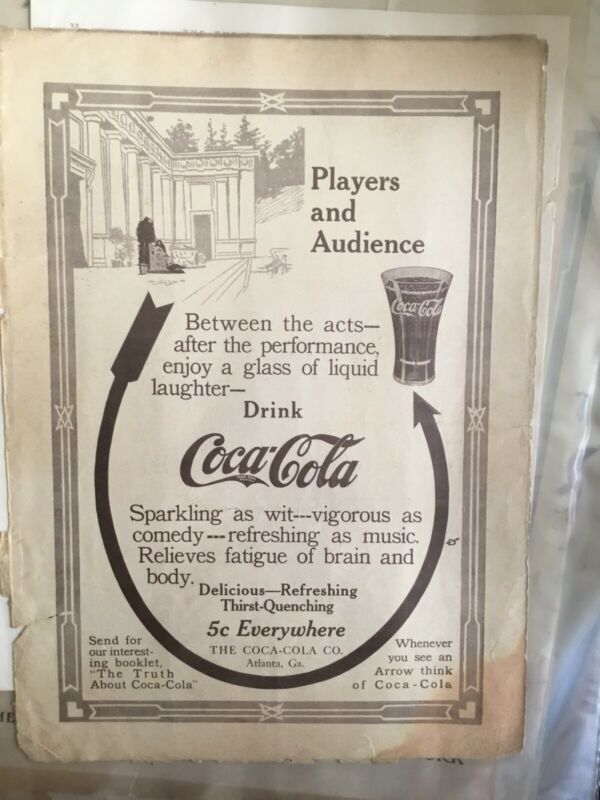 Players
and
Audience
Coca-Cola
Between the acts—
after the performance,
enjoy a glass of liquid
laughter—
Drink
Coca-Cola
Sparkling as wit---vigorous as
comedy---refreshing as music.
Relieves fatigue of brain and
body.
Delicious—Refreshing
Thirst-Quenching
5c Everywhere
THE COCA-COLA CO.
Atlanta, Ga.
Send for
our interest-
ing booklet,
"The Truth
About Coca-Cola"
Whenever
you see an
Arrow think
of Coca-Cola